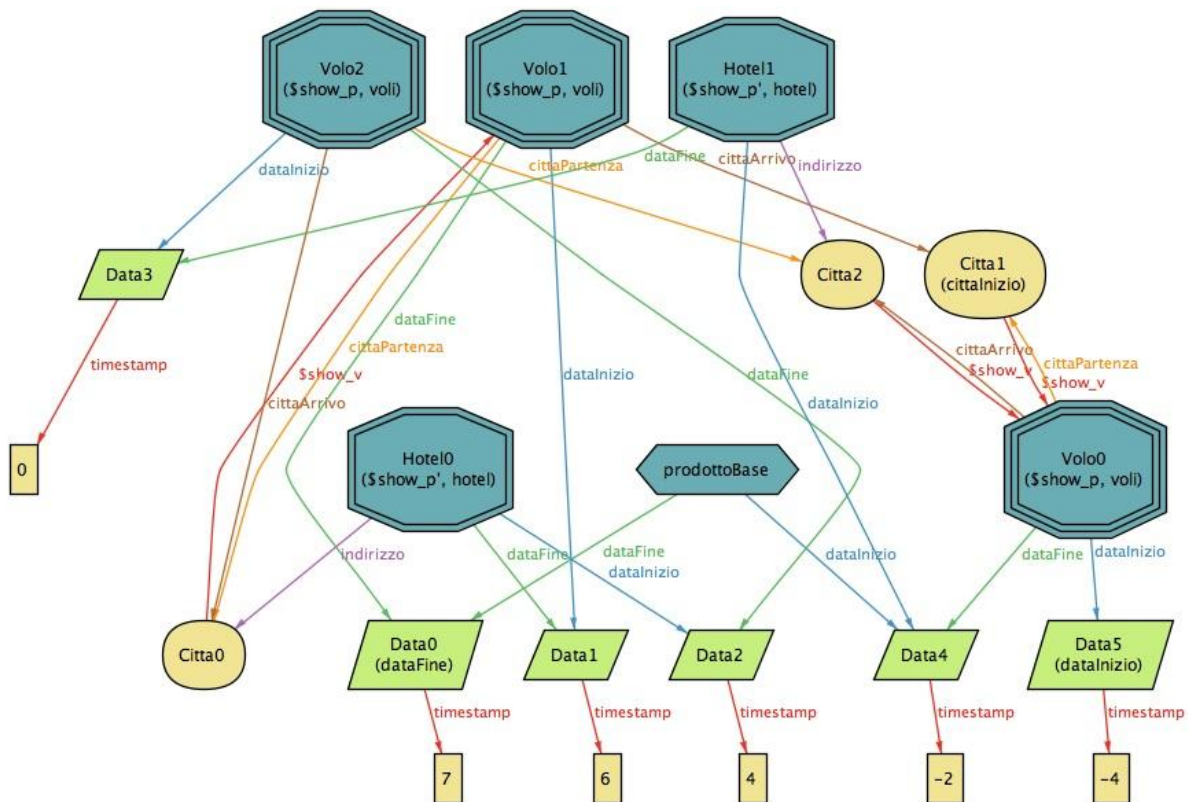 Volo2
($show_p, voli)
Volo1
($show_p, voli)
Hotel1
($show_p', hotel)
dataInizio
cittaPartenza
dataFine
cittaArrivo
indirizzo
Data3
Citta2
Citta1
(cittaInizio)
timestamp
dataFine
cittaPartenza
$show_v
cittaArrivo
dataInizio
dataFine
dataInizio
cittaArrivo
$show_v
cittaPartenza
$show_v
0
Hotel0
($show_p', hotel)
prodottoBase
Volo0
($show_p, voli)
indirizzo
dataFine
dataFine
dataInizio
dataInizio
dataFine
dataInizio
Citta0
Data0
(dataFine)
Data1
Data2
Data4
Data5
(dataInizio)
timestamp
timestamp
timestamp
timestamp
timestamp
7
6
4
-2
-4